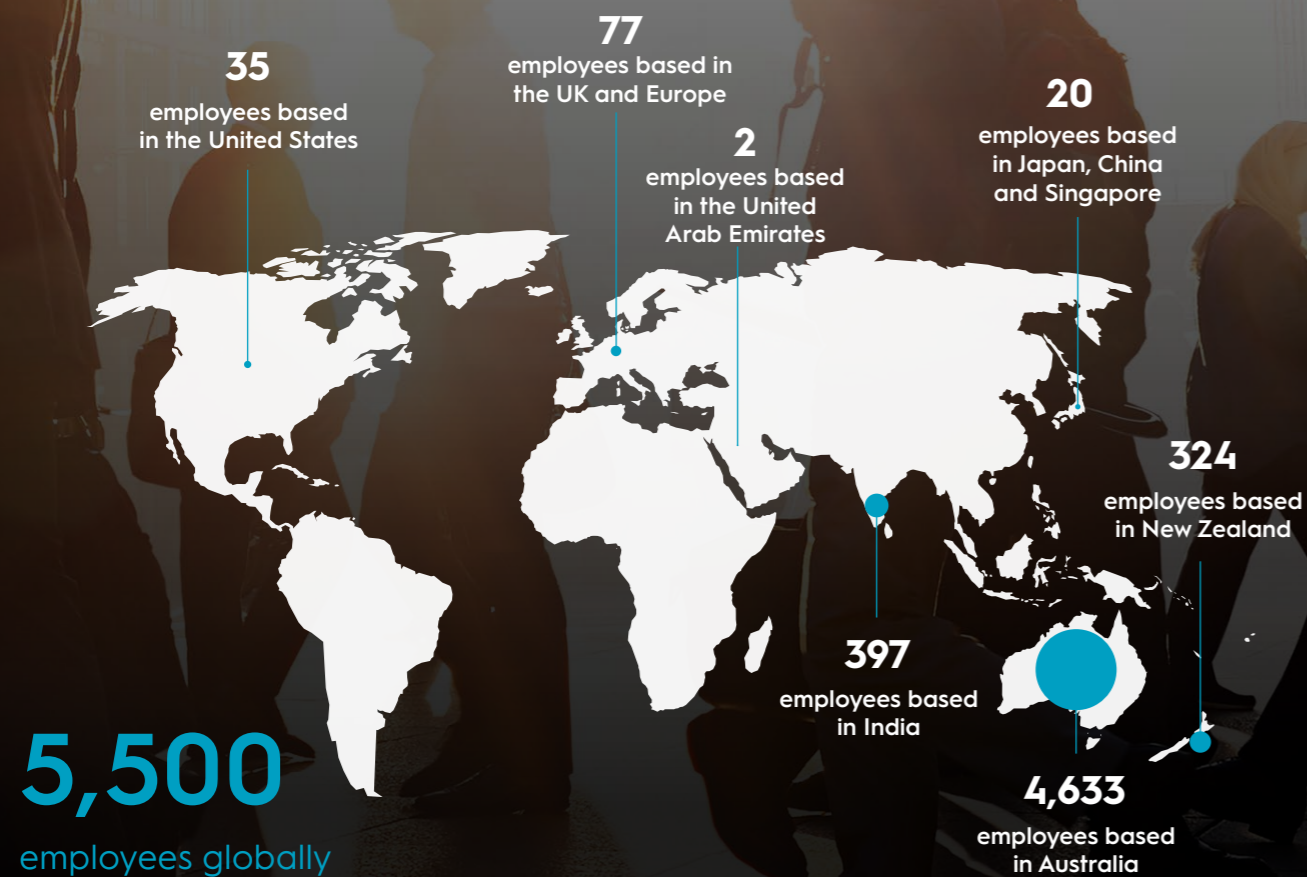 35
employees based
in the United States
77
employees based in
the UK and Europe
2
employees based
in the United
Arab Emirates
20
employees based
in Japan, China
and Singapore
324
employees based
in New Zealand
397
employees based
in India
4,633
employees based
in Australia
5,500
employees globally